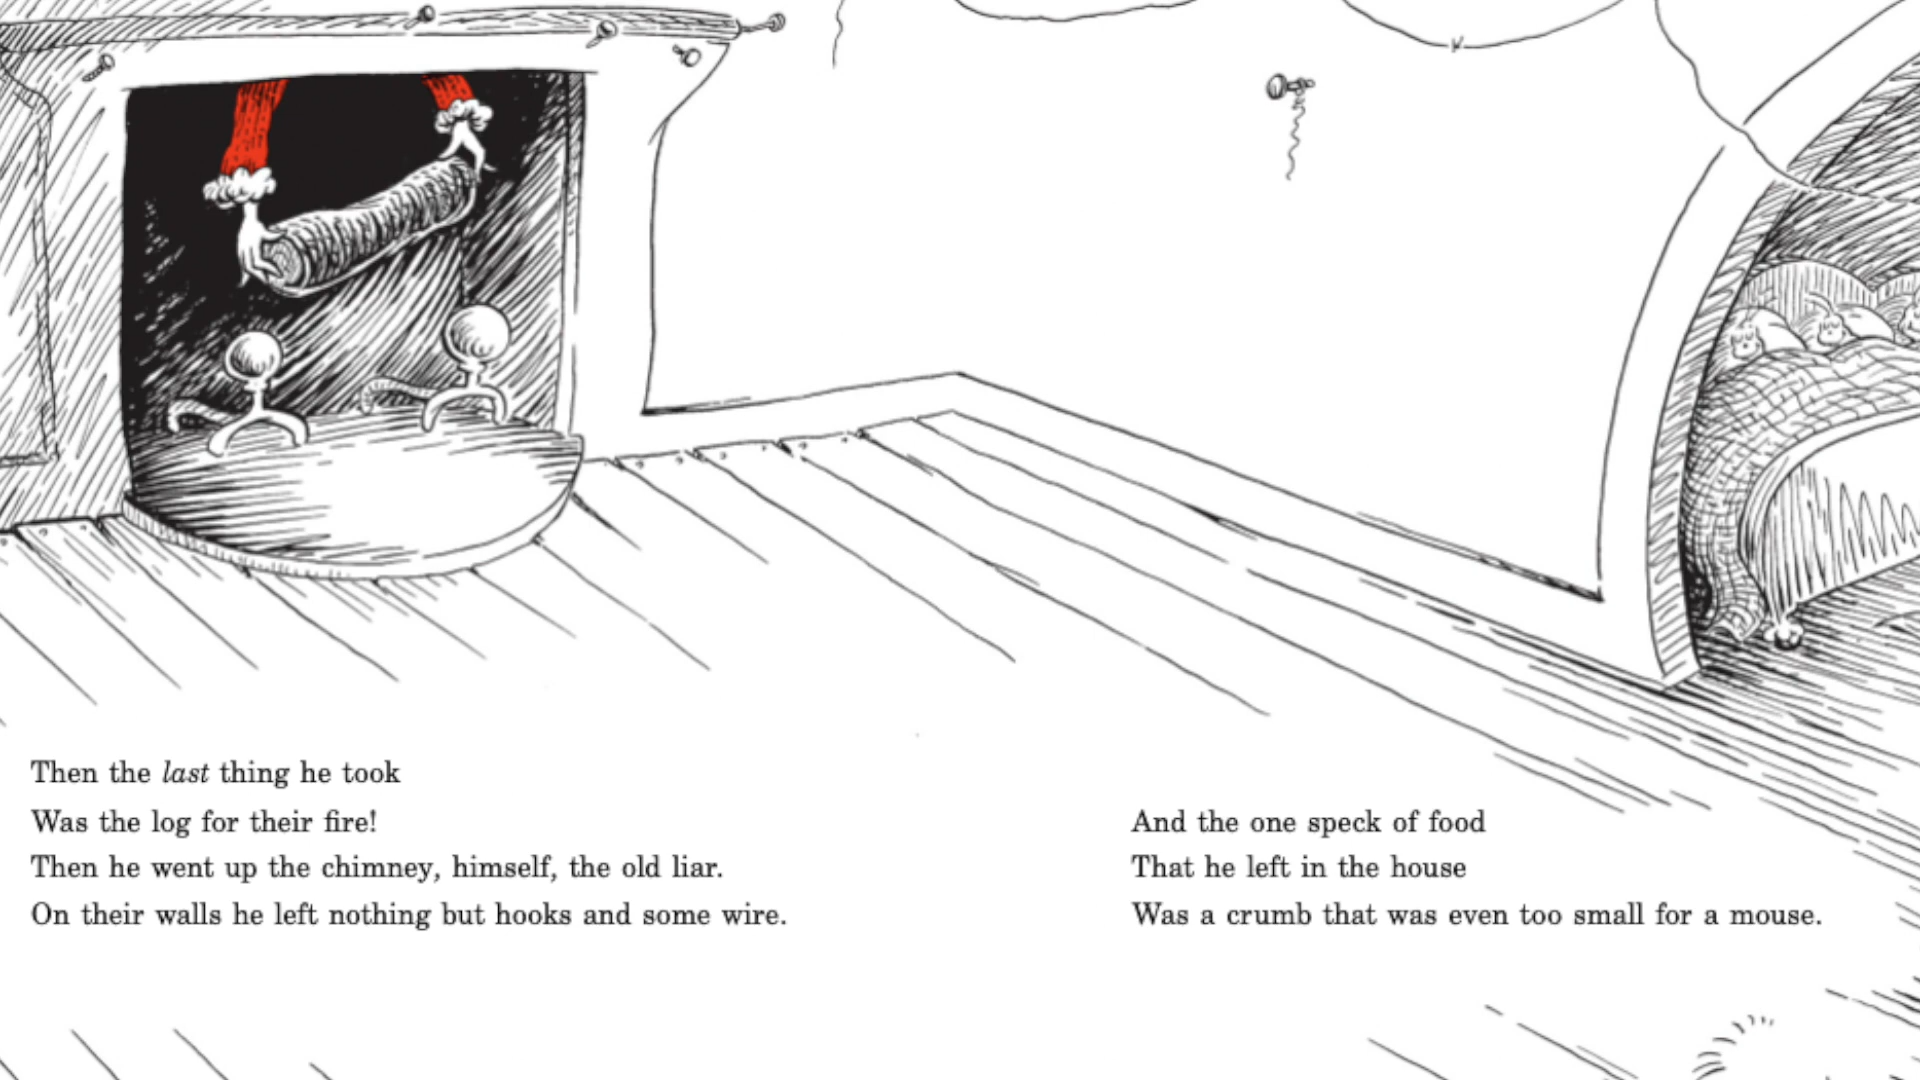 Then the last thing he took
Was the log for their fire!
Then he went up the chimney, himself, the old liar.
On their walls he left nothing but hooks and some wire.
And the one speck of food
That he left in the house
Was a crumb that was even too small for a mouse.